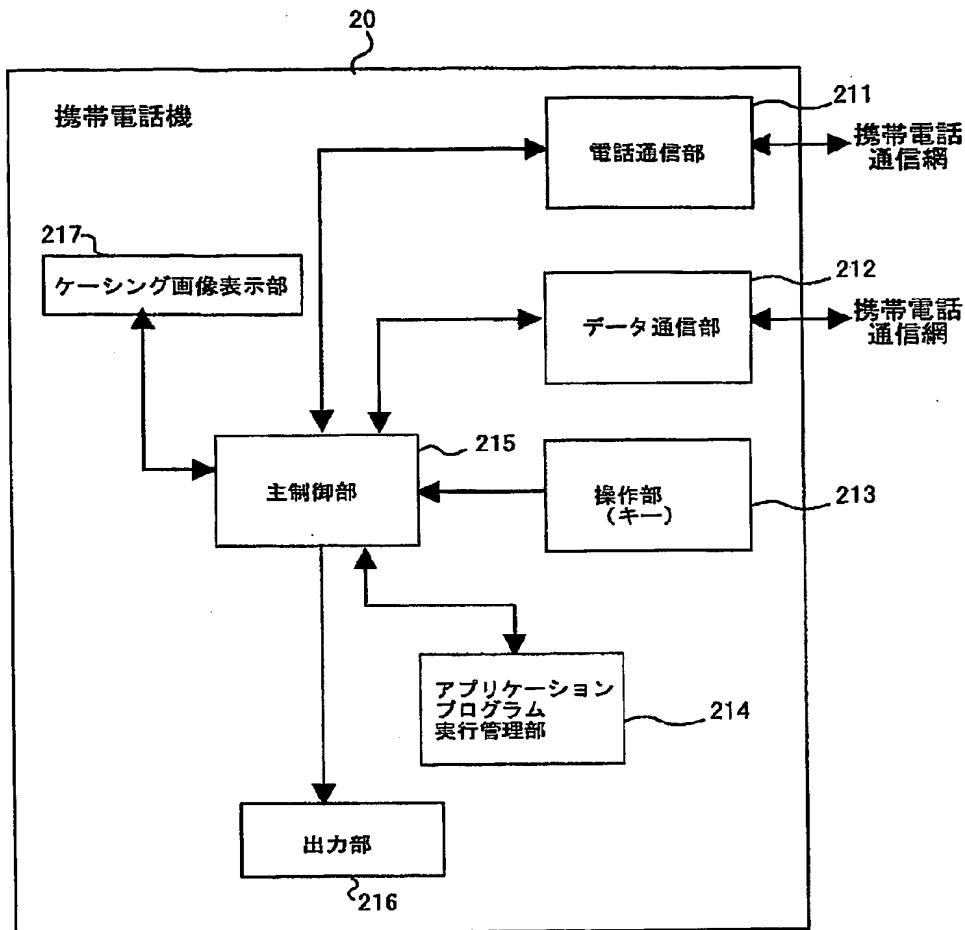 20
携帯電話機
211
電話通信部
携帯電話
通信網
217
ケーシング画像表示部
212
データ通信部
携帯電話
通信網
215
主制御部
操作部
(キー)
213
アプリケーション
プログラム
実行管理部
214
出力部
216